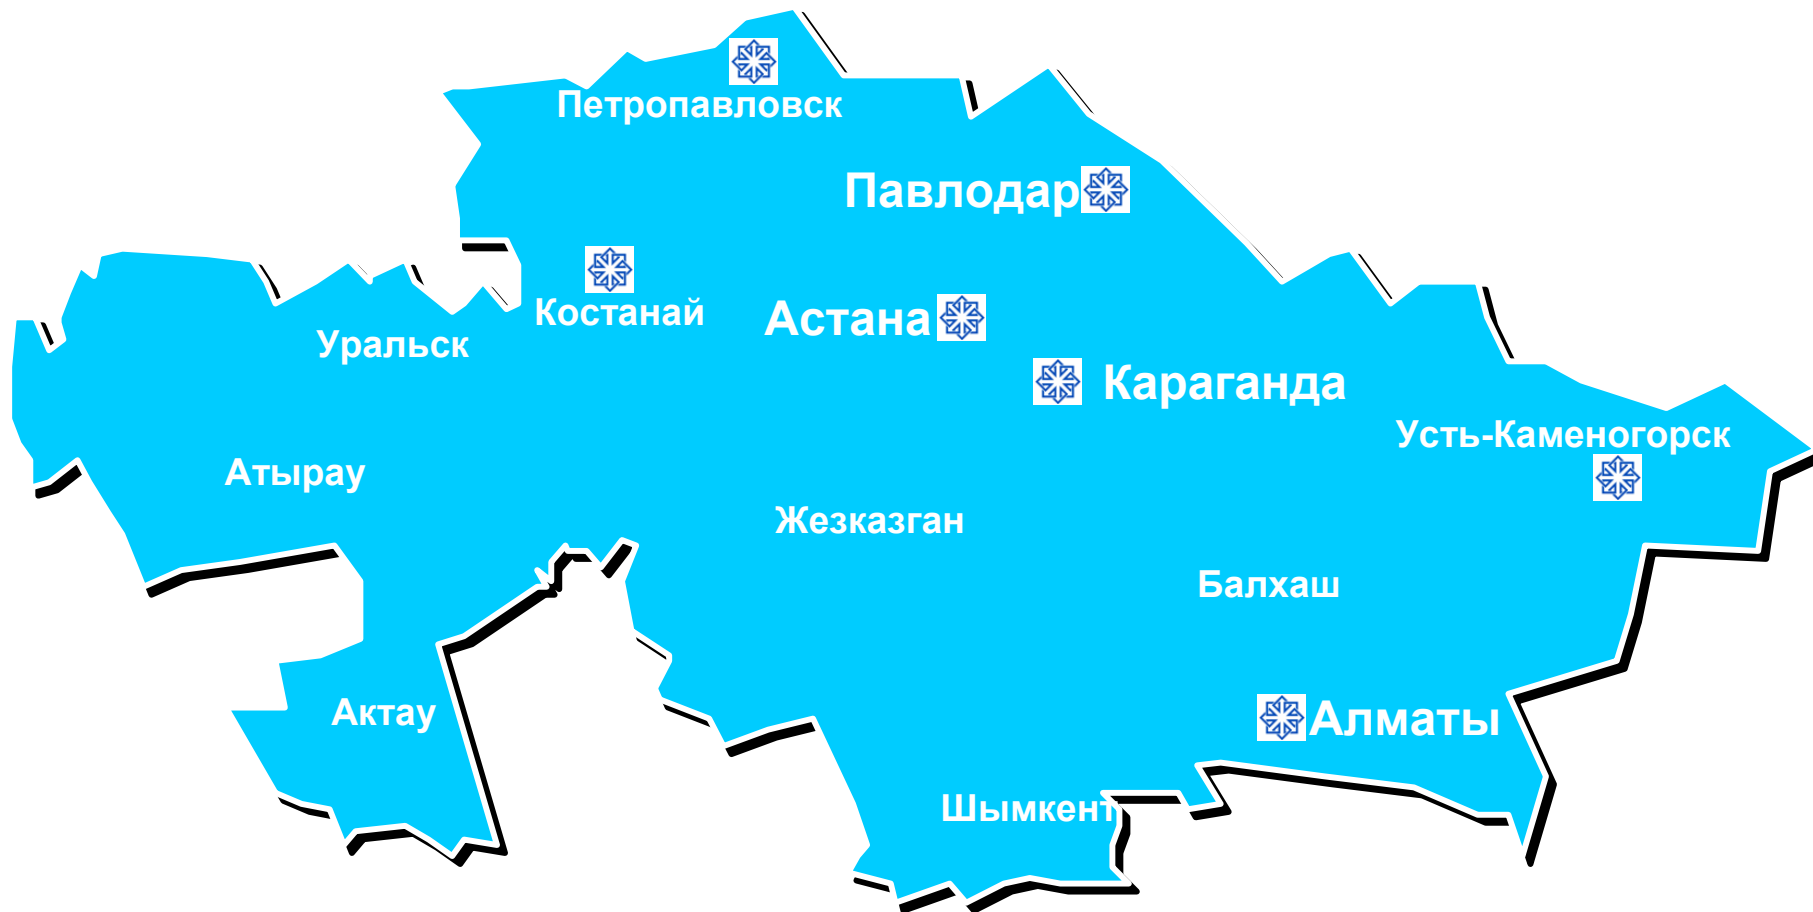 Петропавловск
Павлодар
Костанай
Астана
Уральск
Караганда
Усть-Каменогорск
Атырау
Жезказган
Балхаш
Актау
Алматы
Шымкент